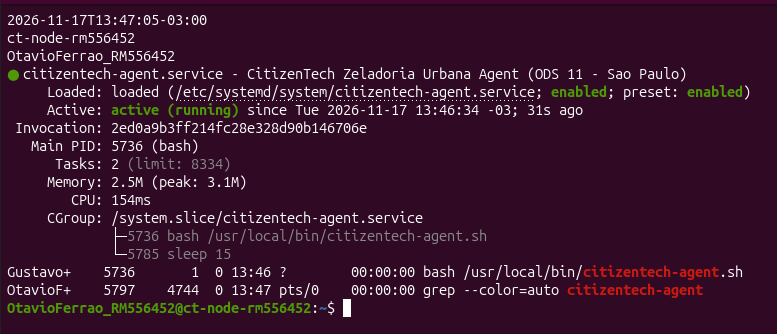 2026-11-17T13:47:05-03:00
ct-node-rm556452
OtavioFerrao_RM556452
● citizentech-agent.service - CitizenTech Zeladoria Urbana Agent (ODS 11 - Sao Paulo)
     Loaded: loaded (/etc/systemd/system/citizentech-agent.service; enabled; preset: enabled)
     Active: active (running) since Tue 2026-11-17 13:46:34 -03; 31s ago
 Invocation: 2ed0a9b3ff214fc28e328d90b146706e
   Main PID: 5736 (bash)
      Tasks: 2 (limit: 8334)
     Memory: 2.5M (peak: 3.1M)
        CPU: 154ms
     CGroup: /system.slice/citizentech-agent.service
             ├─5736 bash /usr/local/bin/citizentech-agent.sh
             └─5785 sleep 15
Gustavo+    5736       1  0 13:46 ?        00:00:00 bash /usr/local/bin/citizentech-agent.sh
OtavioF+    5797    4744  0 13:47 pts/0    00:00:00 grep --color=auto citizentech-agent
OtavioFerrao_RM556452@ct-node-rm556452:~$